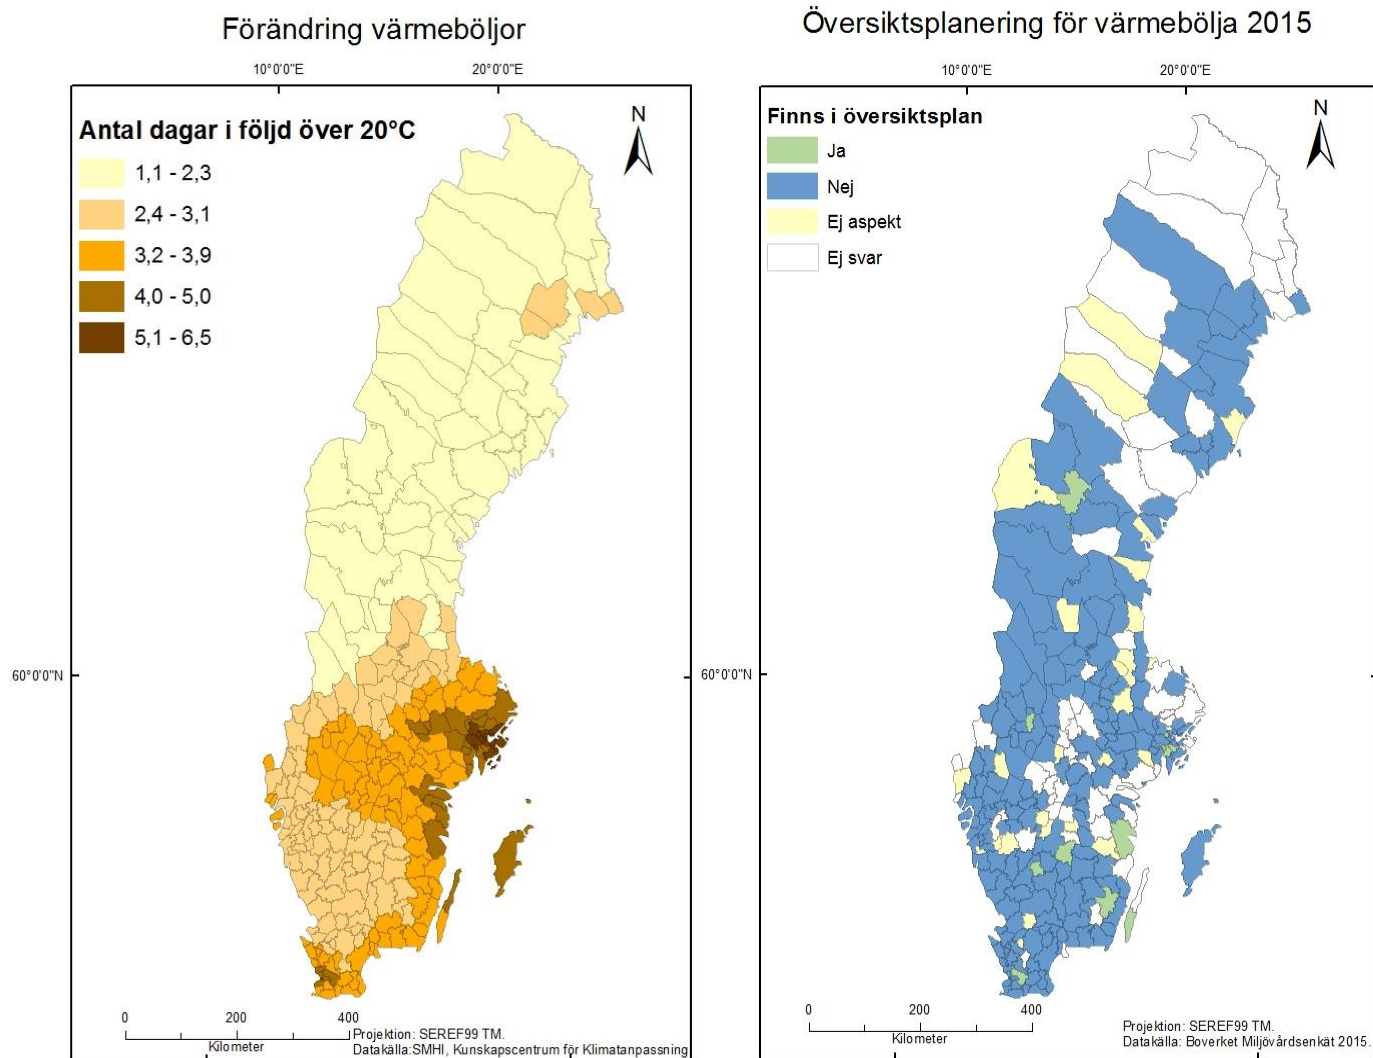 Förändring värmeböljor
10°0'0"E
20°0'0"E
Antal dagar i följd över 20°C
1,1 - 2,3
2,4 - 3,1
3,2 - 3,9
4,0 - 5,0
5,1 - 6,5
N
60°0'0"N
0
200
400
Kilometer
Projektion: SEREF99 TM.
Datakälla:SMHI, Kunskapscentrum för Klimatanpassning
Översiktsplanering för värmebölja 2015
10°0'0"E
20°0'0"E
Finns i översiktsplan
Ja
Nej
Ej aspekt
Ej svar
N
60°0'0"N
0
200
400
Kilometer
Projektion: SEREF99 TM.
Datakälla: Boverket Miljövårdsenkät 2015.